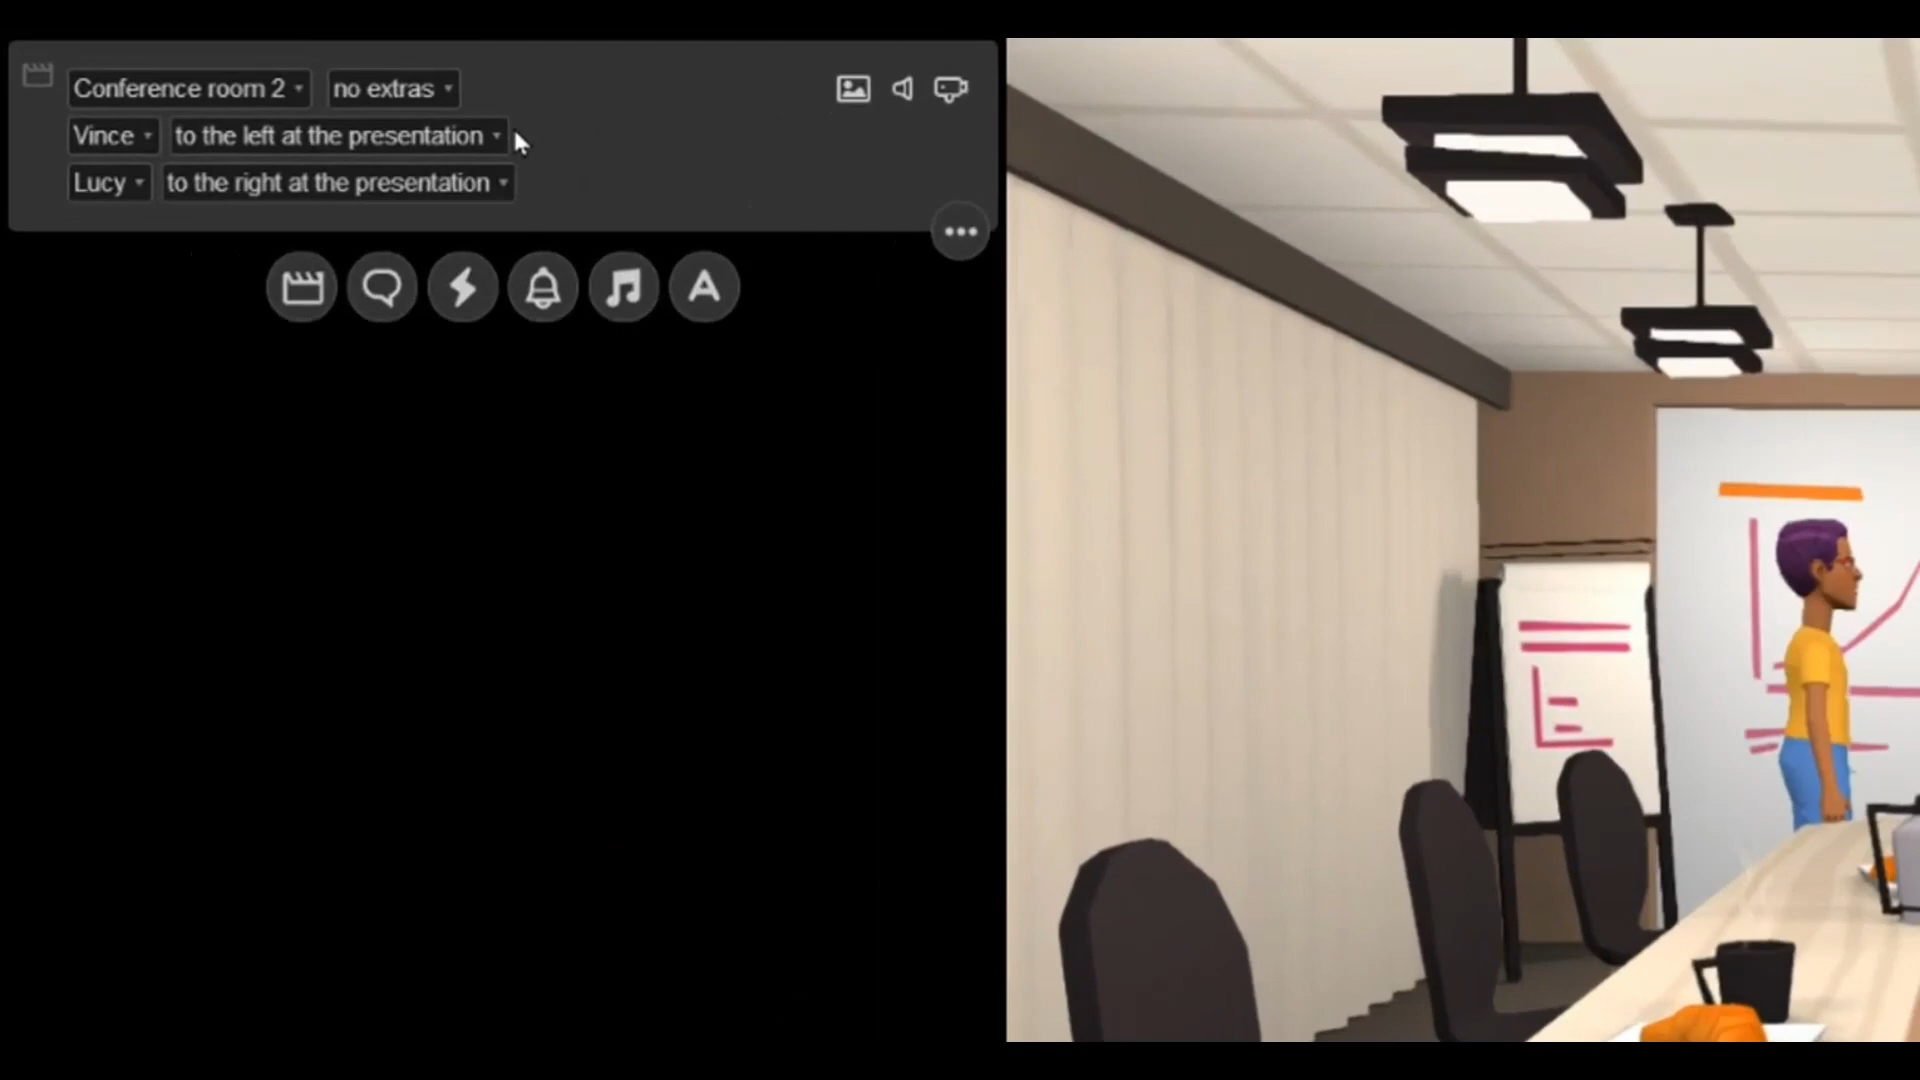 Conference room 2 no extras
Vince to the left at the presentation
Lucy to the right at the presentation
A